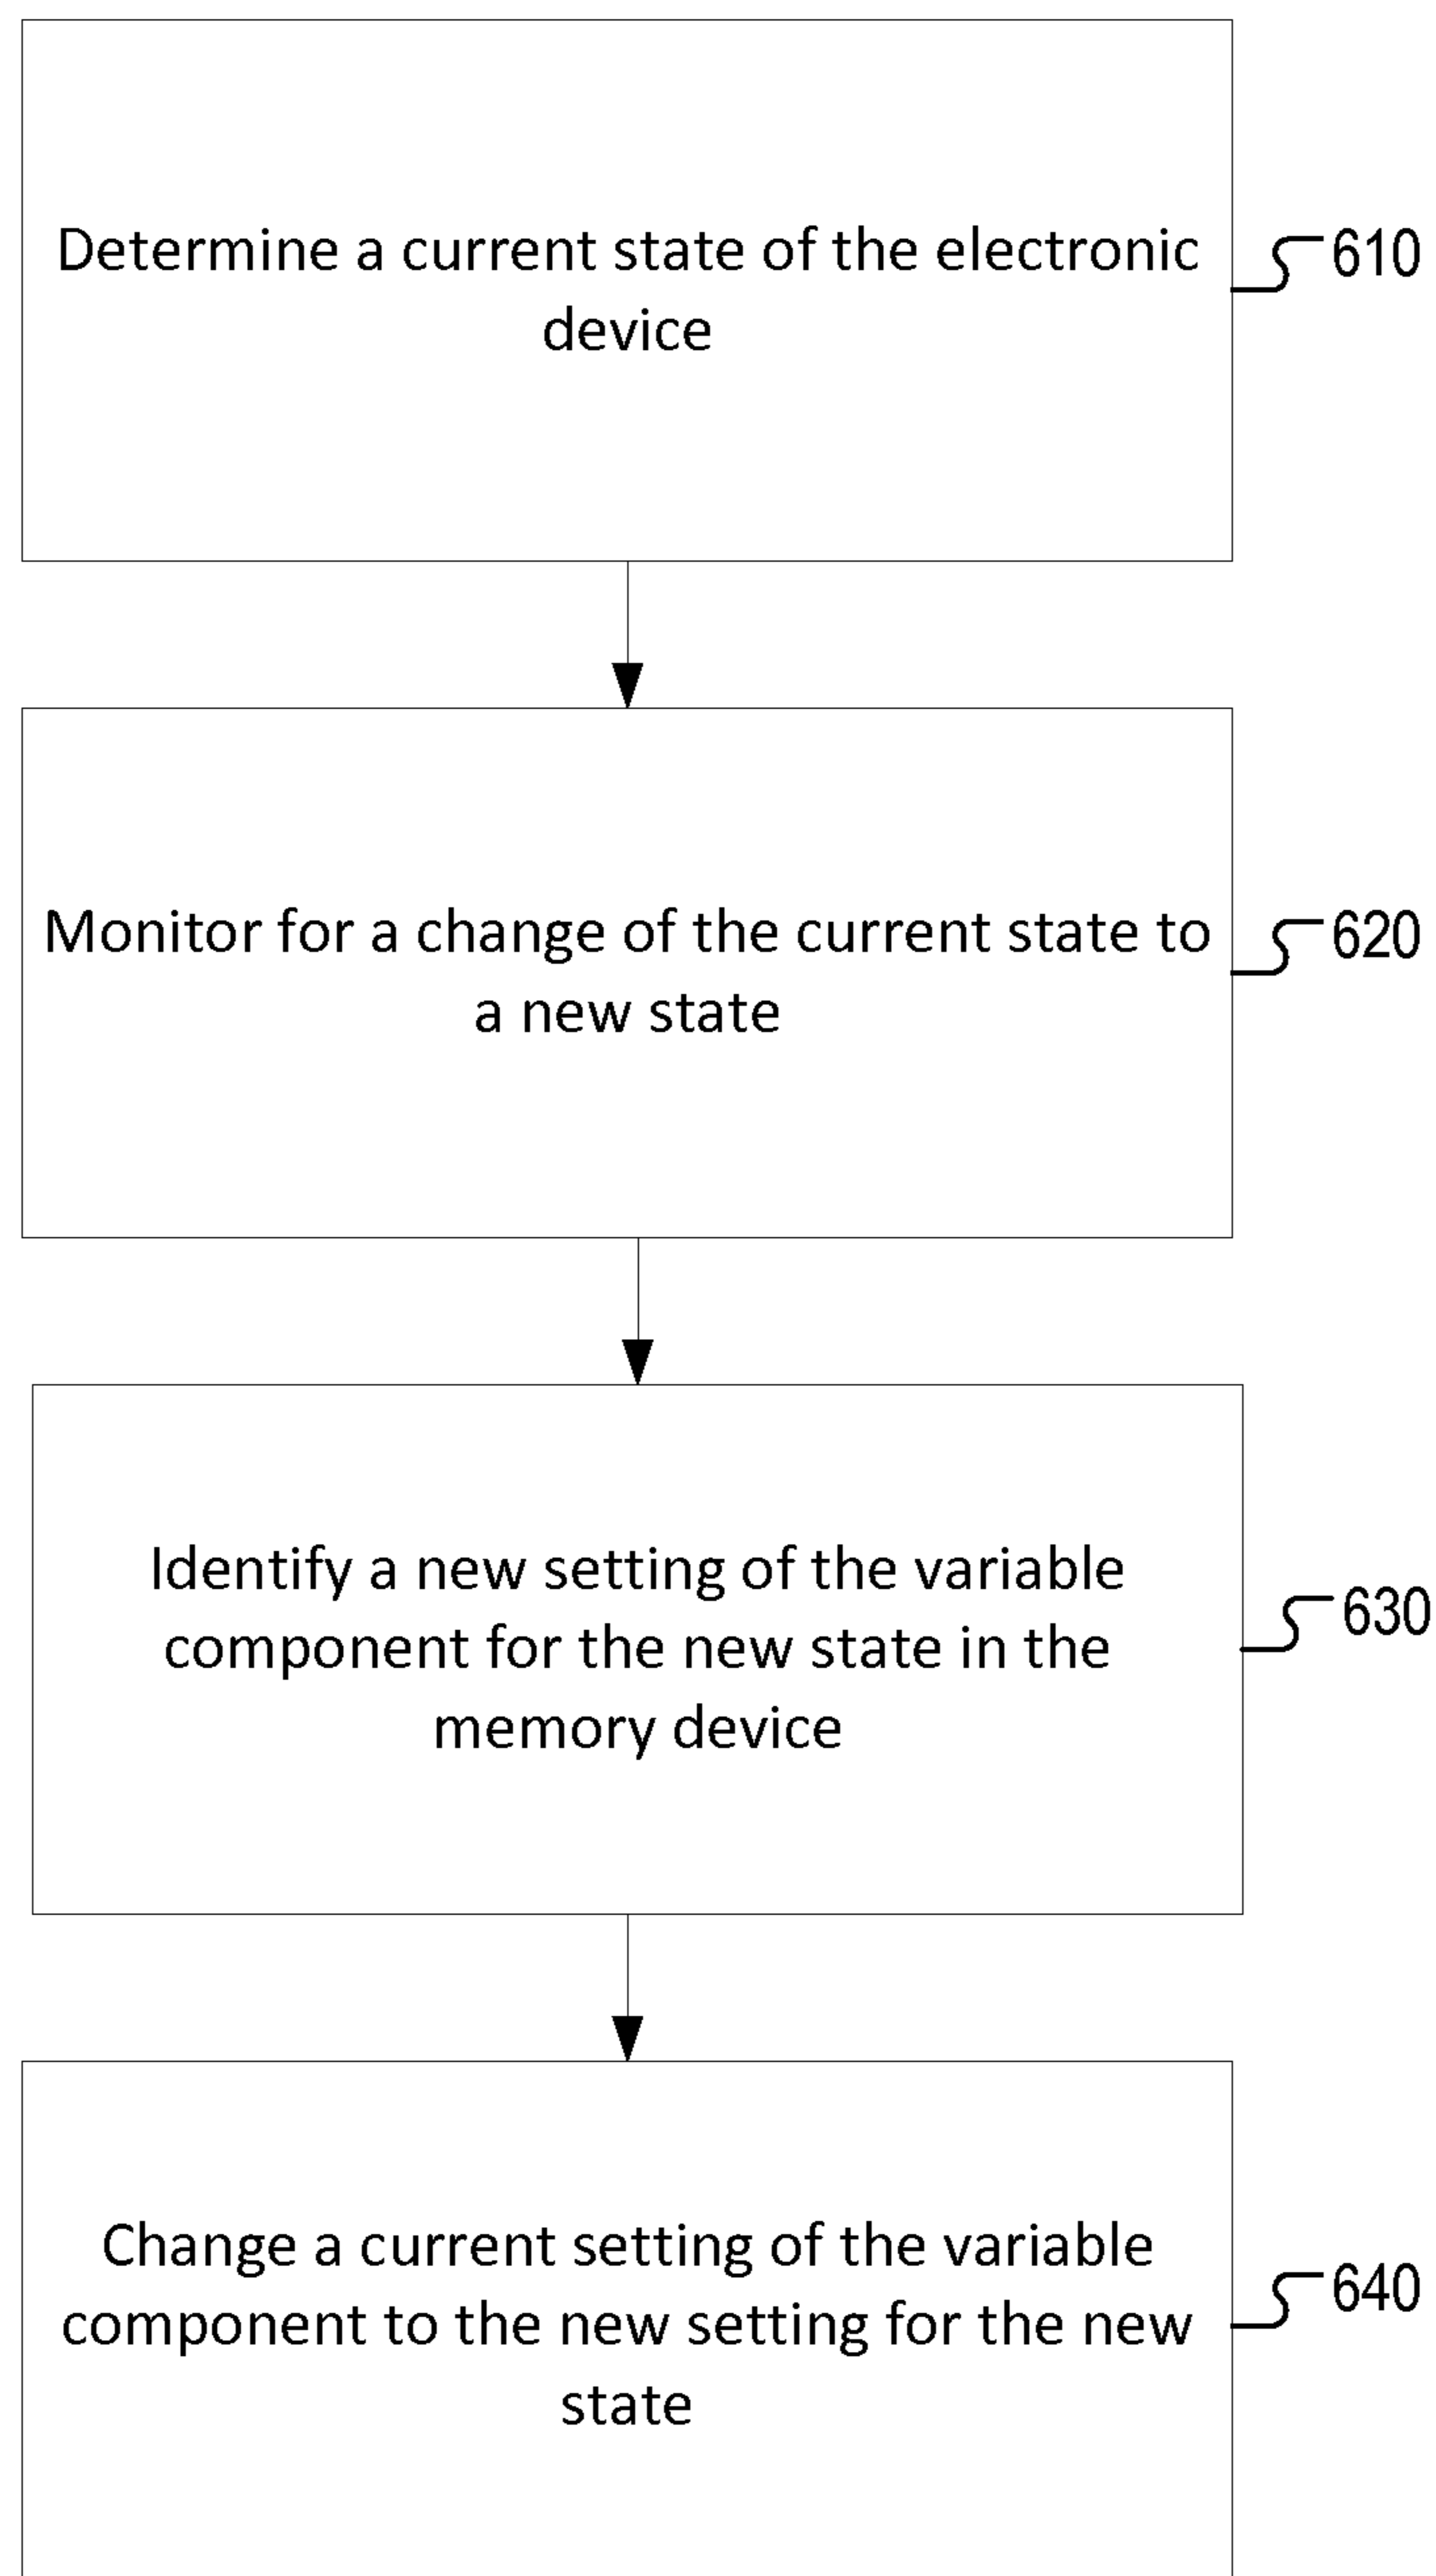 Determine a current state of the electronic
device
610
Monitor for a change of the current state to
a new state
620
Identify a new setting of the variable
component for the new state in the
memory device
630
Change a current setting of the variable
component to the new setting for the new
state
640